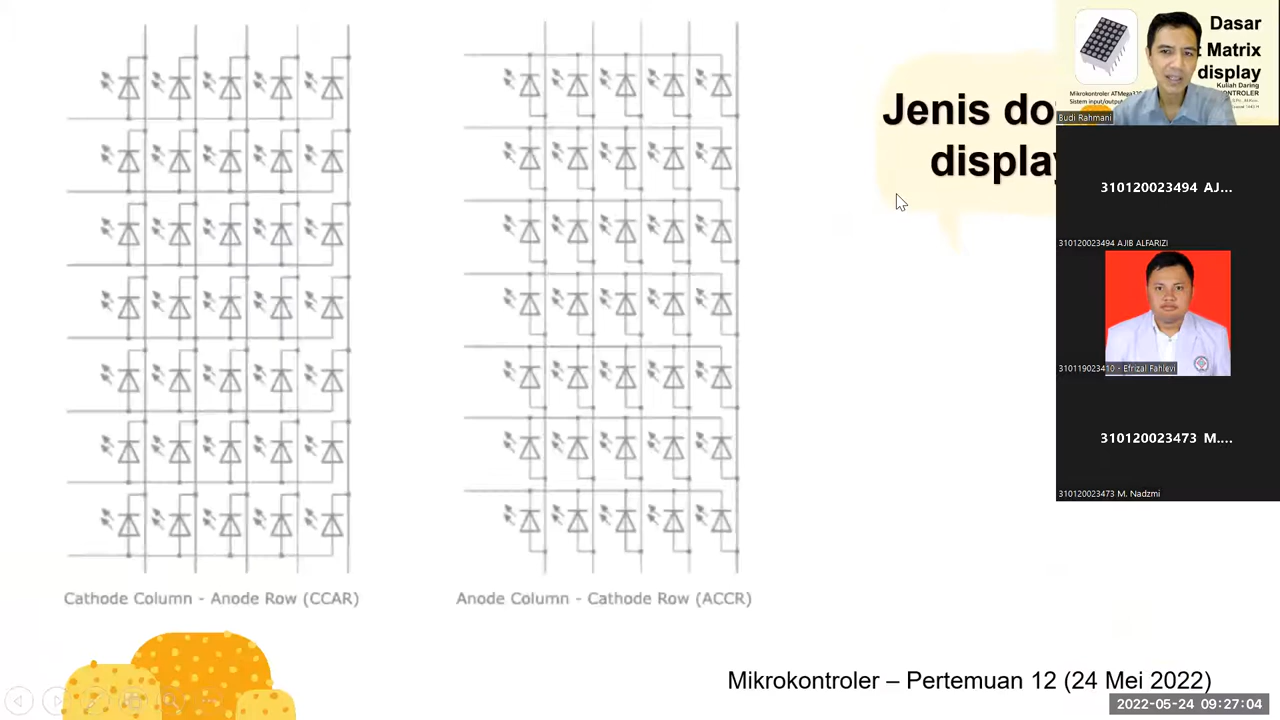 Jenis do
display
Cathode Column - Anode Row (CCAR)
Anode Column - Cathode Row (ACCR)
Mikrokontroler – Pertemuan 12 (24 Mei 2022)
Dasar
Matrix
display
Kuliah Daring
Mikrokontroler
Sistem input/output
Budi Rahmani
310120023494 AJ...
310120023494 AJIB ALFARIZI
310119023410 - Efrizal Fahlevi
310120023473 M....
310120023473 M. Nadzmi
2022-05-24 09:27:04